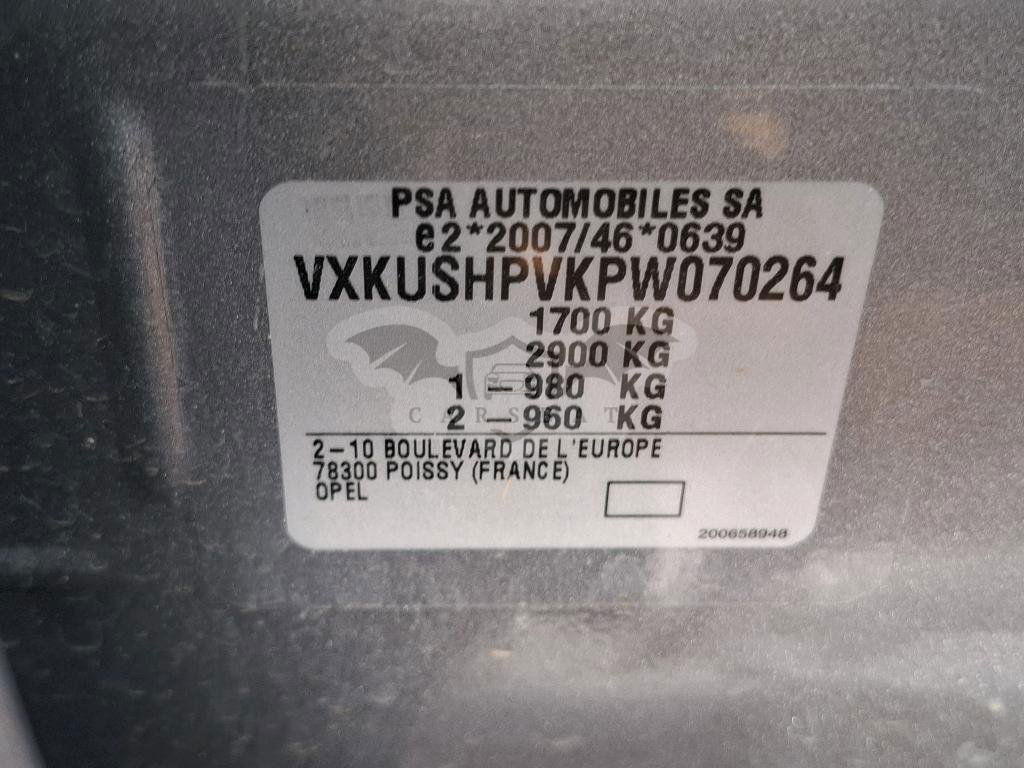 PSA AUTOMOBILES SA
e2*2007/46*0639
VXKUSHPVKPW070264
1700 KG
2900 KG
1 – 980 KG
2 – 960 KG
2-10 BOULEVARD DE L'EUROPE
78300 POISSY (FRANCE)
OPEL
200658948